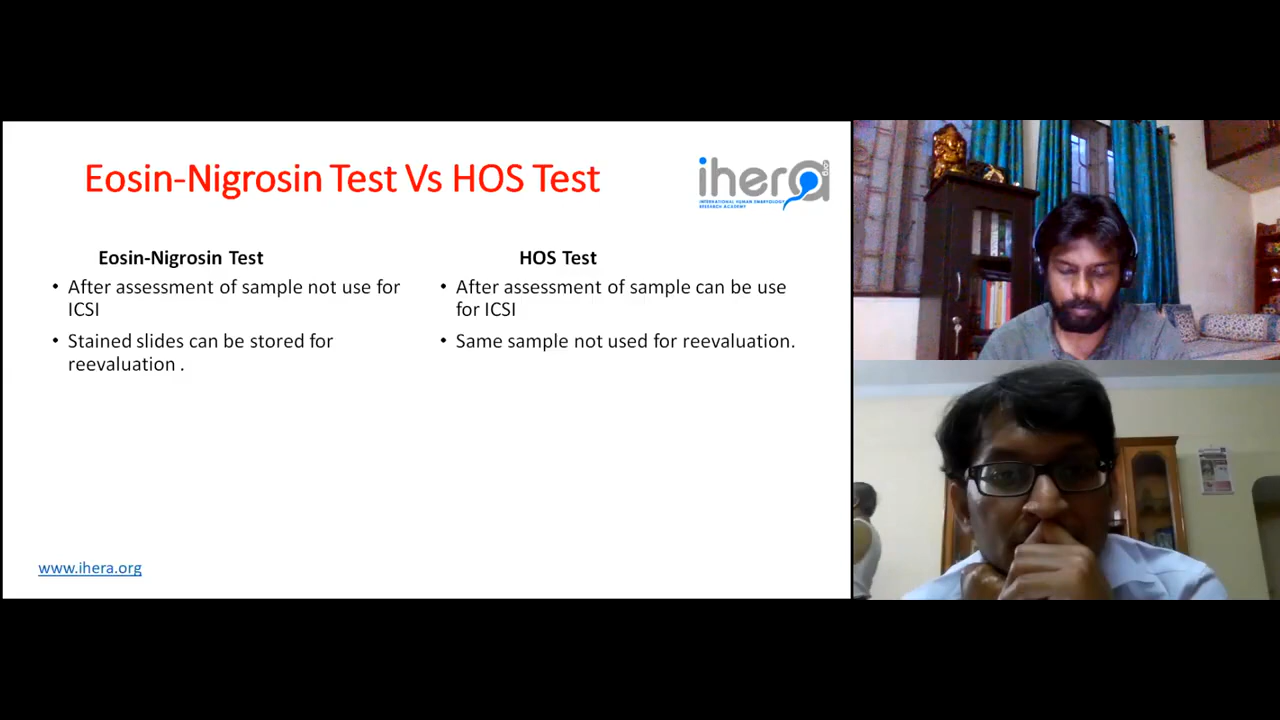 Eosin-Nigrosin Test Vs HOS Test
ihera.org
INTERNATIONAL HUMAN EMBRYOLOGY
RESEARCH ACADEMY
Eosin-Nigrosin Test
• After assessment of sample not use for
ICSI
• Stained slides can be stored for
reevaluation .
HOS Test
• After assessment of sample can be use
for ICSI
• Same sample not used for reevaluation.
www.ihera.org